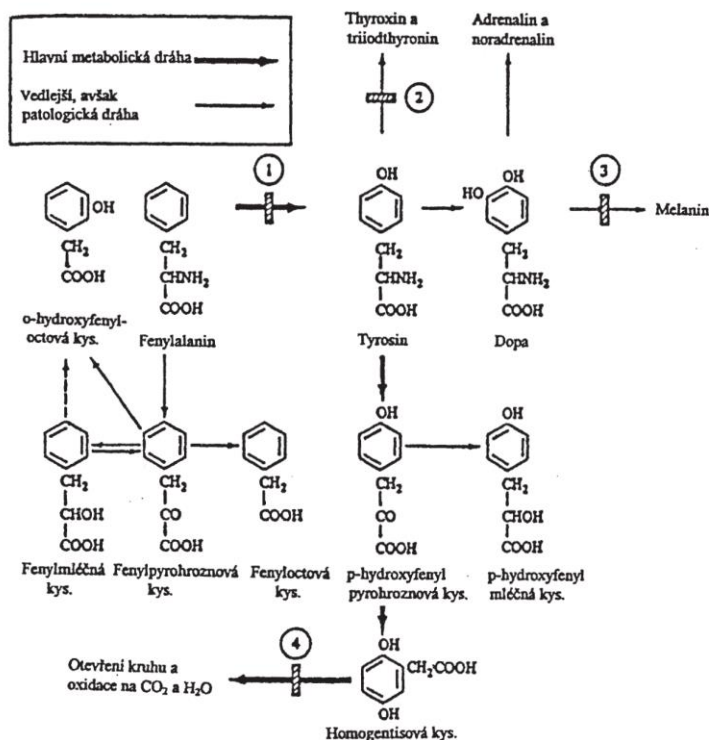 Thyroxin a
triiodthyronin
Adrenalin a
noradrenalin
Hlavní metabolická dráha
Vedlejší, avšak
patologická dráha
2
1
3
OH
CH₂
COOH
CH₂
CHNH₂
COOH
OH
CH₂
CHNH₂
COOH
OH
HO
CH₂
CHNH₂
COOH
Melanin
o-hydroxyfenyl-
octová kys.
Fenylalanin
Tyrosin
Dopa
CH₂
CHOH
COOH
CH₂
CO
COOH
CH₂
COOH
OH
CH₂
CO
COOH
OH
CH₂
CHOH
COOH
Fenylmléčná
kys.
Fenylpyrohroznová
kys.
Fenyloctová
kys.
p-hydroxyfenyl
pyrohroznová kys.
p-hydroxyfenyl
mléčná kys.
4
Otevření kruhu a
oxidace na CO₂ a H₂O
OH
CH₂COOH
OH
Homogentisová kys.